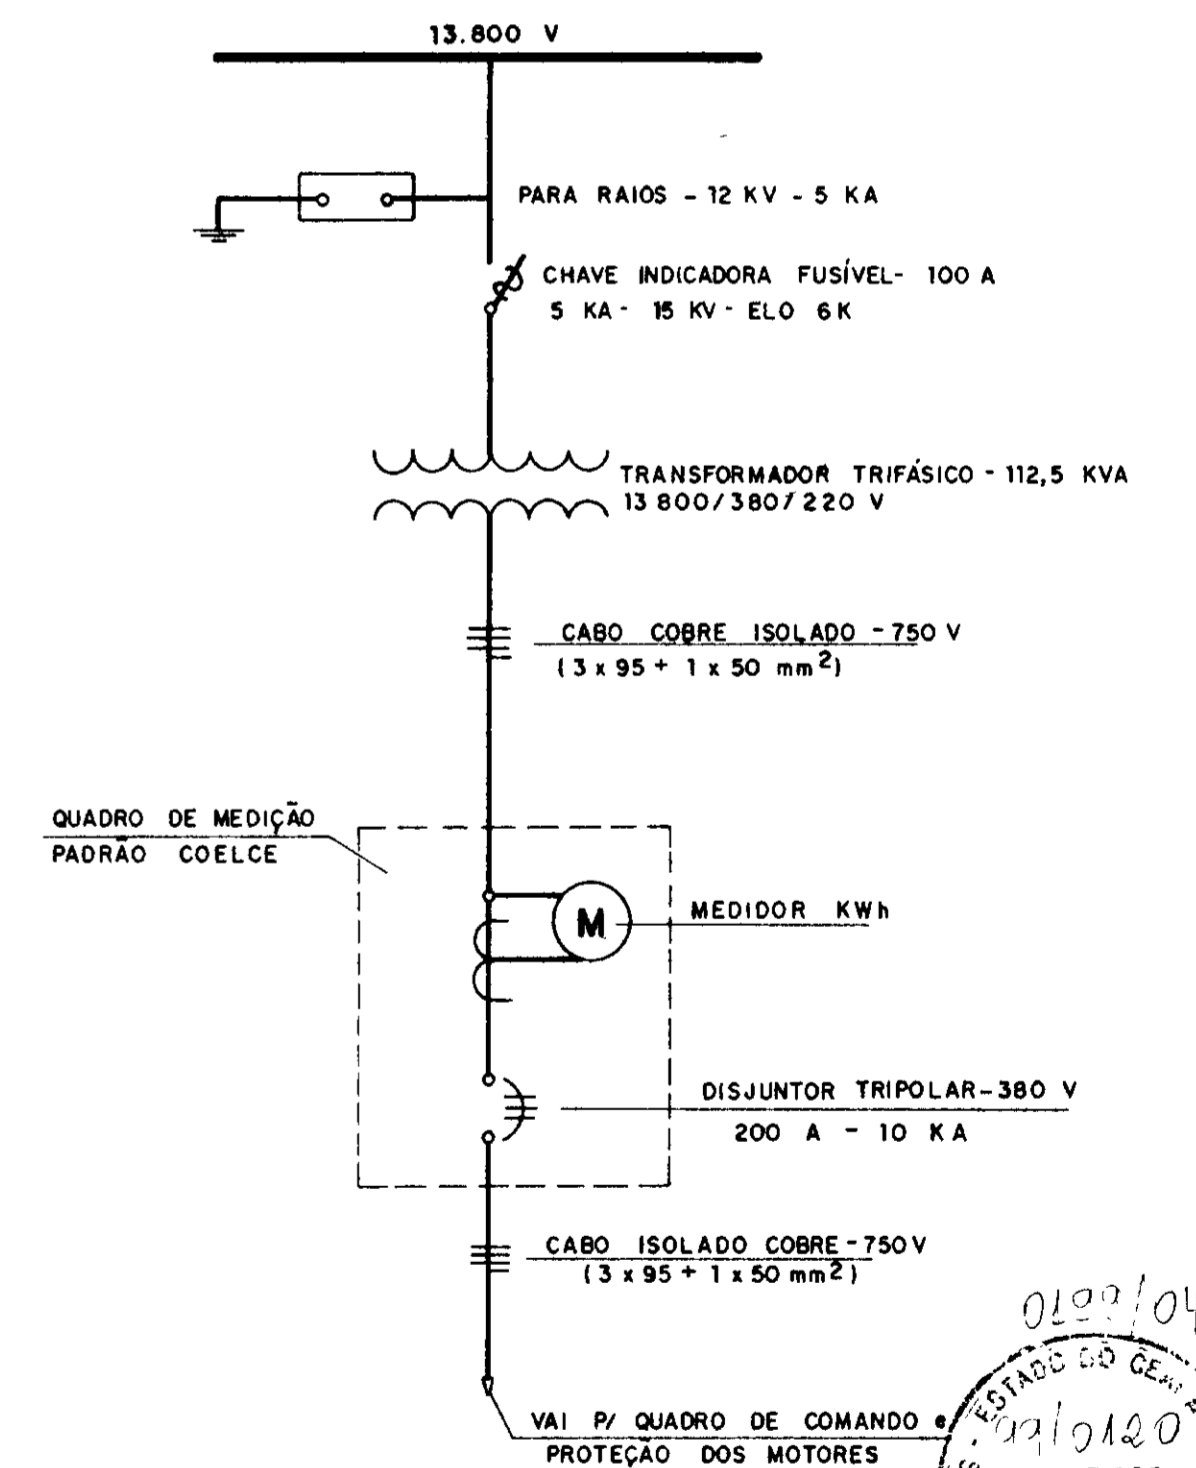 13.800 V
PARA RAIOS - 12 KV - 5 KA
CHAVE INDICADORA FUSÍVEL- 100 A
5 KA - 15 KV - ELO 6K
TRANSFORMADOR TRIFÁSICO - 112,5 KVA
13 800/380/220 V
CABO COBRE ISOLADO - 750 V
(3 x 95 + 1 x 50 mm²)
QUADRO DE MEDIÇÃO
PADRÃO COELCE
M
MEDIDOR KWh
DISJUNTOR TRIPOLAR - 380 V
200 A - 10 KA
CABO ISOLADO COBRE - 750 V
(3 x 95 + 1 x 50 mm²)
VAI P/ QUADRO DE COMANDO e
PROTEÇÃO DOS MOTORES
ESTADO DO